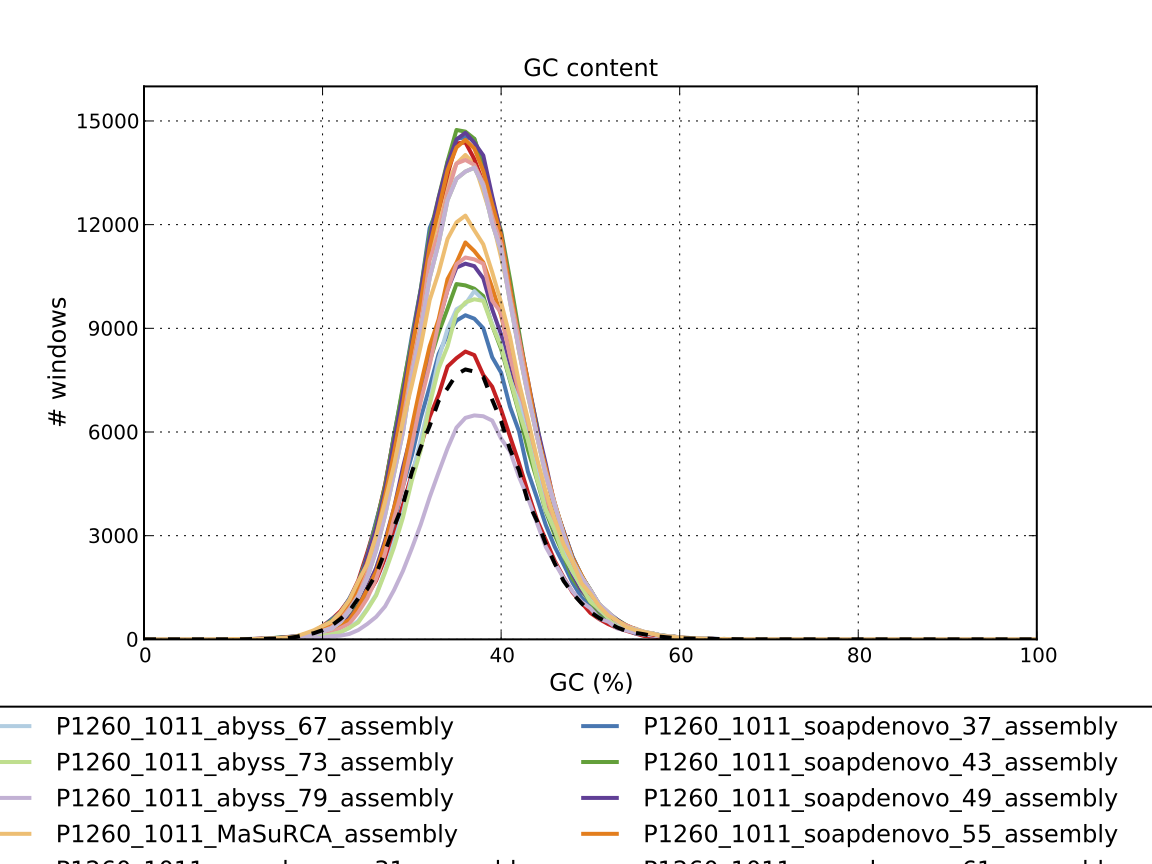 GC content
15000
12000
9000
6000
3000
0
# windows
0 20 40 60 80 100
GC (%)
P1260_1011_abyss_67_assembly P1260_1011_soapdenovo_37_assembly
P1260_1011_abyss_73_assembly P1260_1011_soapdenovo_43_assembly
P1260_1011_abyss_79_assembly P1260_1011_soapdenovo_49_assembly
P1260_1011_MaSuRCA_assembly P1260_1011_soapdenovo_55_assembly